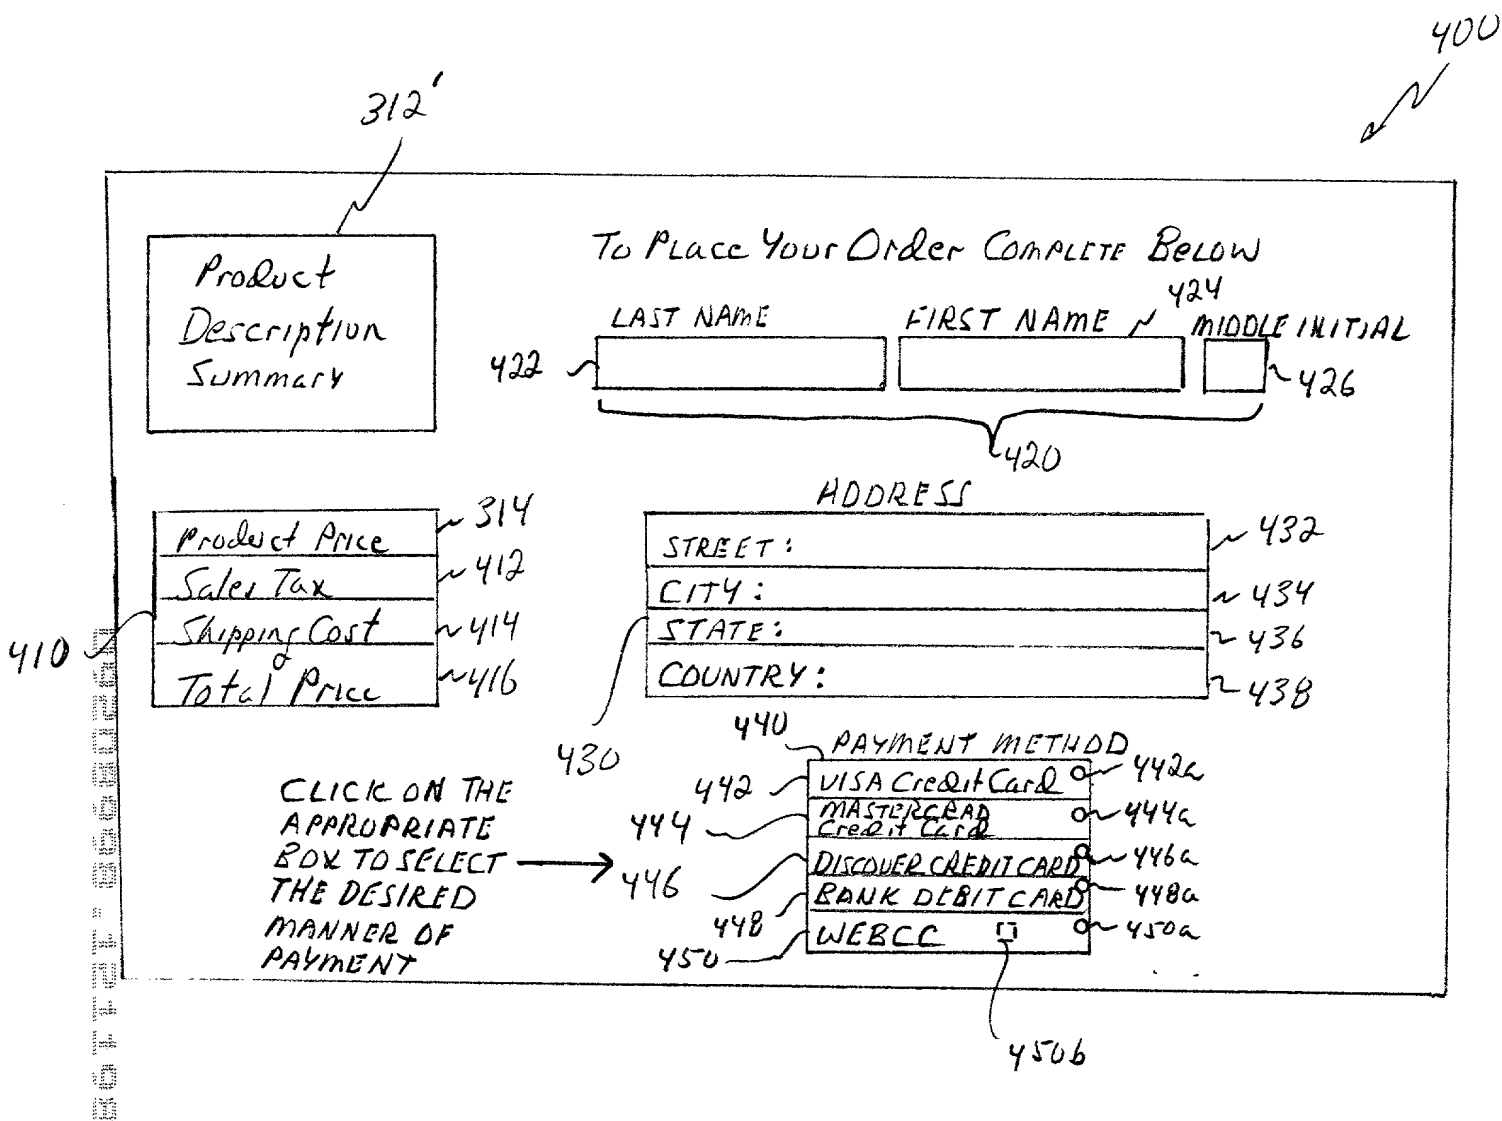 400
312'
Product
Description
Summary
To Place Your Order COMPLETE BELOW
424
LAST NAME
FIRST NAME
MIDDLE INITIAL
422
426
420
Product Price
314
Sales Tax
412
Shipping Cost
414
Total Price
416
410
ADDRESS
STREET:
432
CITY:
434
STATE:
436
COUNTRY:
438
430
440
PAYMENT METHOD
442
VISA Credit Card
442a
444
MASTERCRAD
Credit Card
444a
446
DISCOVER CREDIT CARD
446a
448
BANK DEBIT CARD
448a
450
WEBCC
450a
450b
CLICK ON THE
APPROPRIATE
BOX TO SELECT
THE DESIRED
MANNER OF
PAYMENT